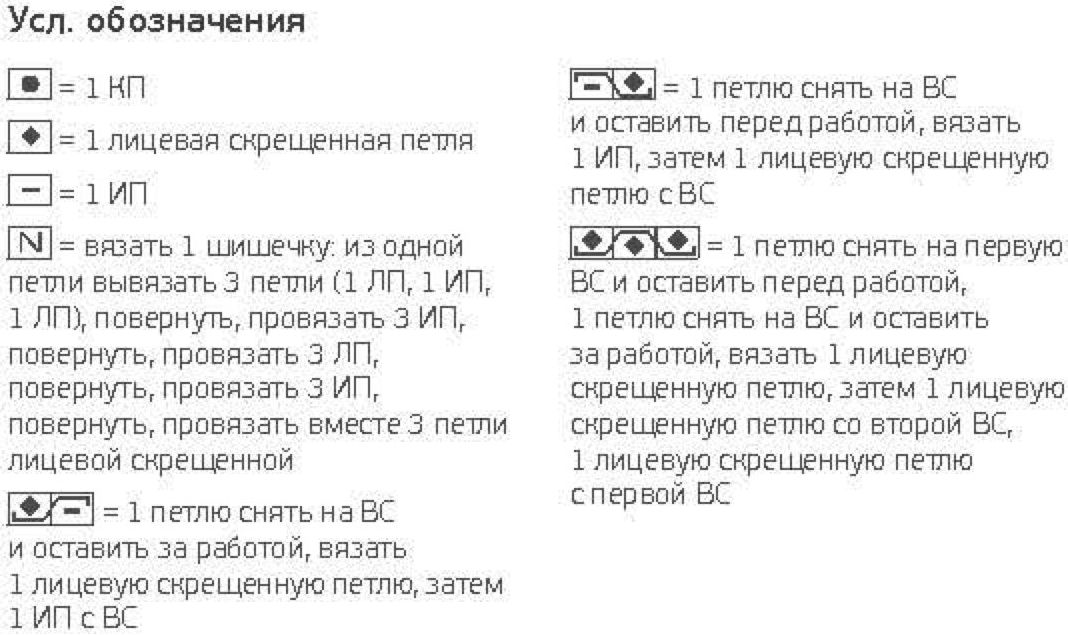 Усл. обозначения
= 1 КП
= 1 лицевая скрещенная петля
= 1 ИП
N = вязать 1 шишечку: из одной
петли вывязать 3 петли (1 ЛП, 1 ИП,
1 ЛП), повернуть, провязать 3 ИП,
повернуть, провязать 3 ЛП,
повернуть, провязать 3 ИП,
повернуть, провязать вместе 3 петли
лицевой скрещенной
= 1 петлю снять на ВС
и оставить за работой, вязать
1 лицевую скрещенную петлю, затем
1 ИП с ВС
= 1 петлю снять на ВС
и оставить перед работой, вязать
1 ИП, затем 1 лицевую скрещенную
петлю с ВС
= 1 петлю снять на первую
ВС и оставить перед работой,
1 петлю снять на ВС и оставить
за работой, вязать 1 лицевую
скрещенную петлю, затем 1 лицевую
скрещенную петлю со второй ВС,
1 лицевую скрещенную петлю
с первой ВС